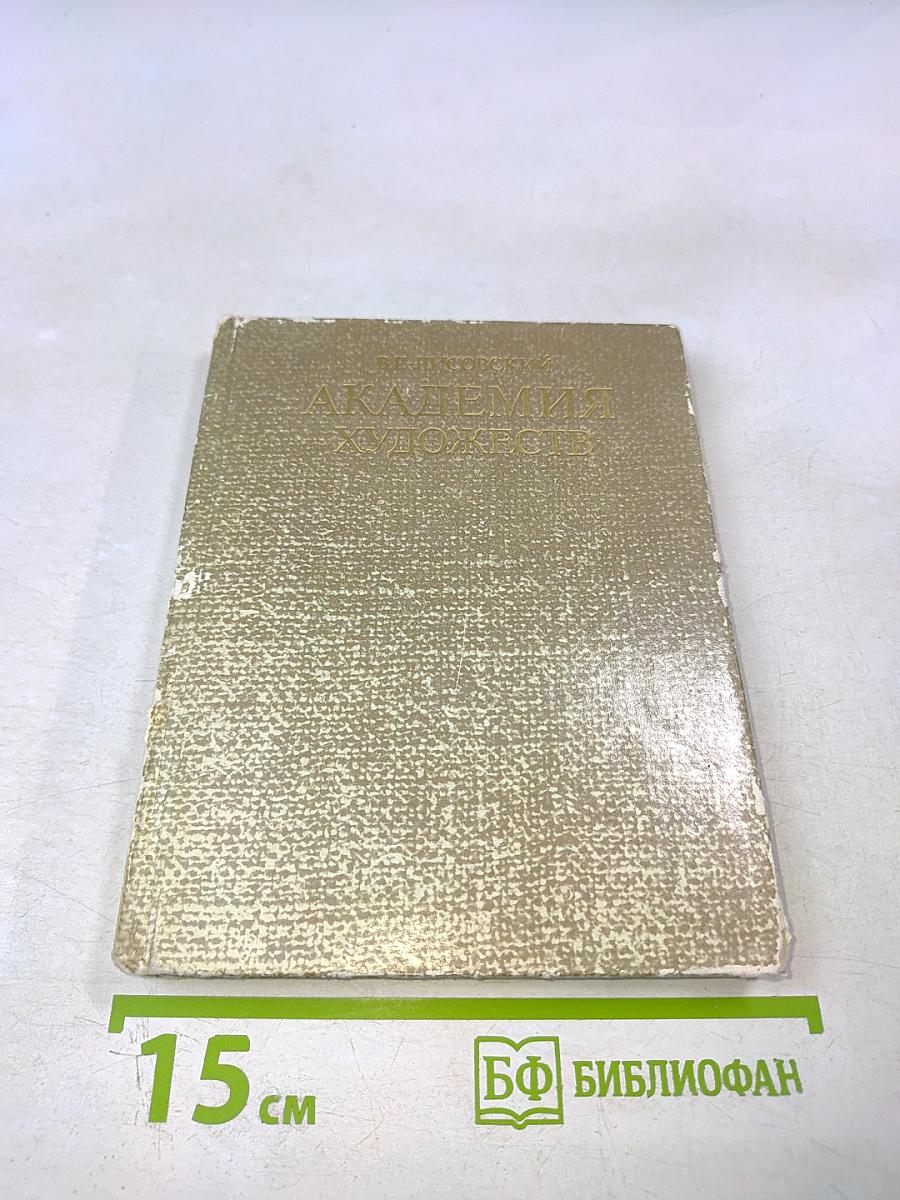 В.Г. ЛИСОВСКИЙ
АКАДЕМИЯ
ХУДОЖЕСТВ
15 см
БФ БИБЛИОФАН